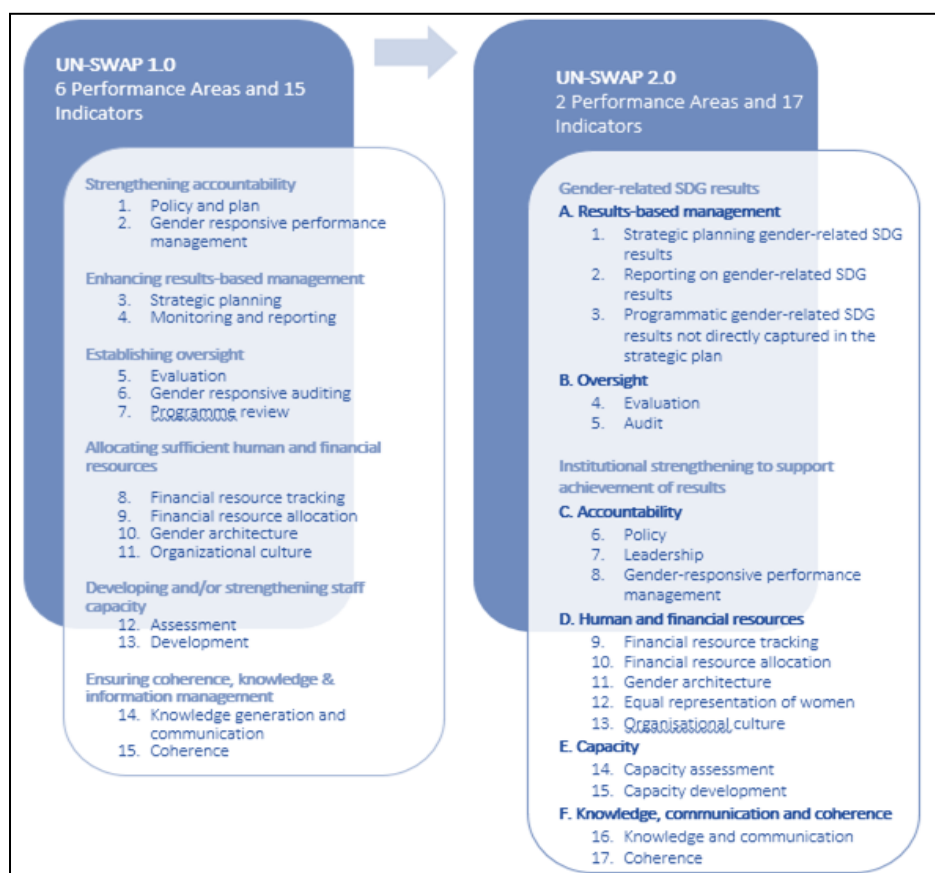 UN-SWAP 1.0
6 Performance Areas and 15
Indicators
Strengthening accountability
1. Policy and plan
2. Gender responsive performance
management
Enhancing results-based management
3. Strategic planning
4. Monitoring and reporting
Establishing oversight
5. Evaluation
6. Gender responsive auditing
7. Programme review
Allocating sufficient human and financial
resources
8. Financial resource tracking
9. Financial resource allocation
10. Gender architecture
11. Organizational culture
Developing and/or strengthening staff
capacity
12. Assessment
13. Development
Ensuring coherence, knowledge &
information management
14. Knowledge generation and
communication
15. Coherence
UN-SWAP 2.0
2 Performance Areas and 17
Indicators
Gender-related SDG results
A. Results-based management
1. Strategic planning gender-related SDG
results
2. Reporting on gender-related SDG
results
3. Programmatic gender-related SDG
results not directly captured in the
strategic plan
B. Oversight
4. Evaluation
5. Audit
Institutional strengthening to support
achievement of results
C. Accountability
6. Policy
7. Leadership
8. Gender-responsive performance
management
D. Human and financial resources
9. Financial resource tracking
10. Financial resource allocation
11. Gender architecture
12. Equal representation of women
13. Organisational culture
E. Capacity
14. Capacity assessment
15. Capacity development
F. Knowledge, communication and coherence
16. Knowledge and communication
17. Coherence